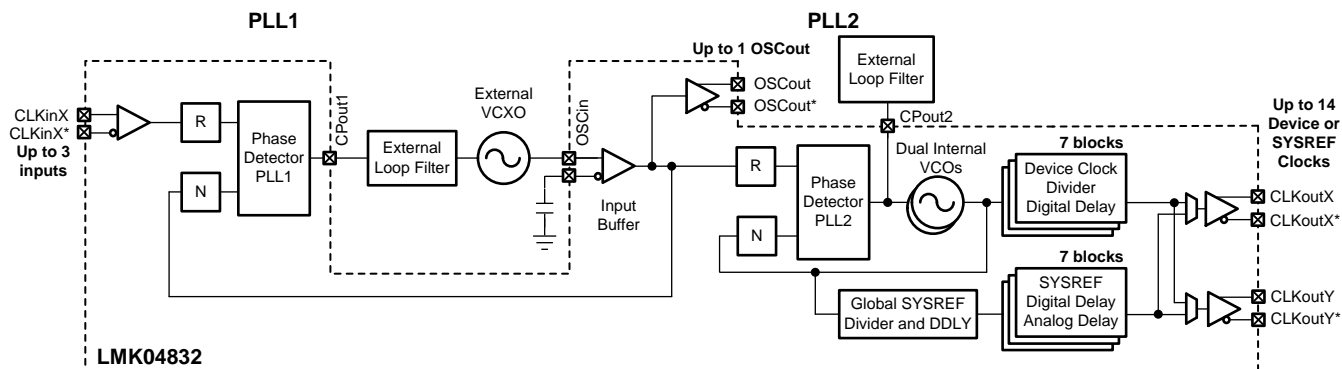 PLL1
PLL2
Up to 1 OSCout
OSCout
OSCout*
External
Loop Filter
CPout2
Up to 14
Device or
SYSREF
Clocks
CLKinX
CLKinX*
Up to 3
inputs
R
N
Phase
Detector
PLL1
CPout1
External
Loop Filter
External
VCXO
OSCin
Input
Buffer
R
N
Phase
Detector
PLL2
Dual Internal
VCOs
7 blocks
Device Clock
Divider
Digital Delay
CLKoutX
CLKoutX*
Global SYSREF
Divider and DDLY
7 blocks
SYSREF
Digital Delay
Analog Delay
CLKoutY
CLKoutY*
LMK04832